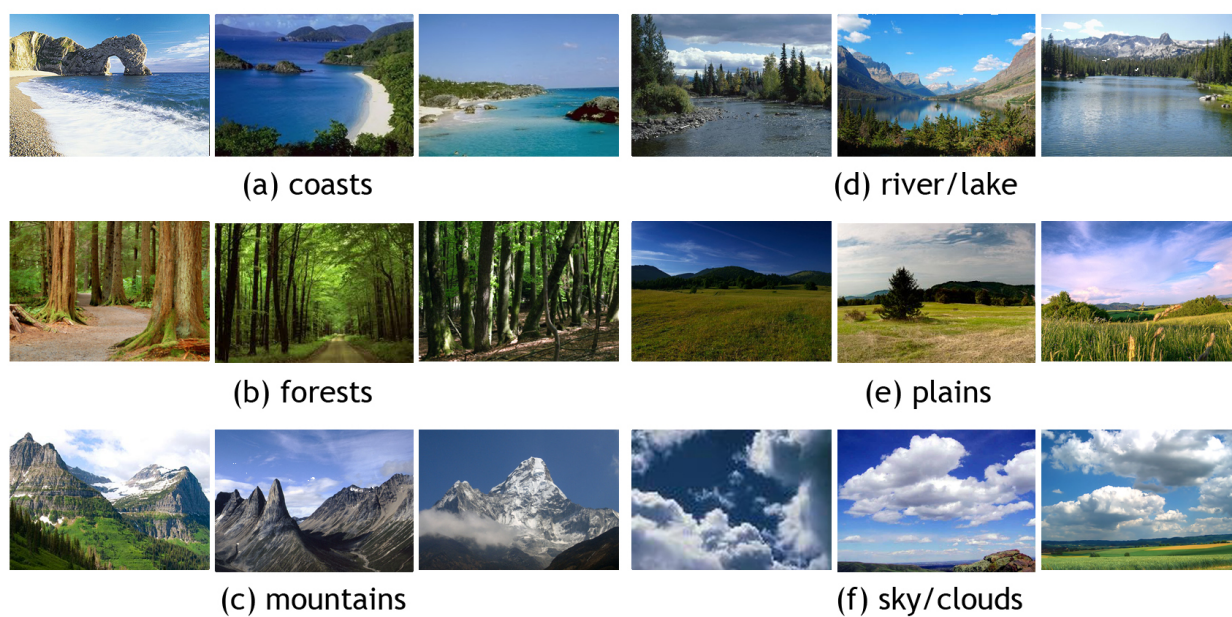 (a) coasts
(d) river/lake
(b) forests
(e) plains
(c) mountains
(f) sky/clouds